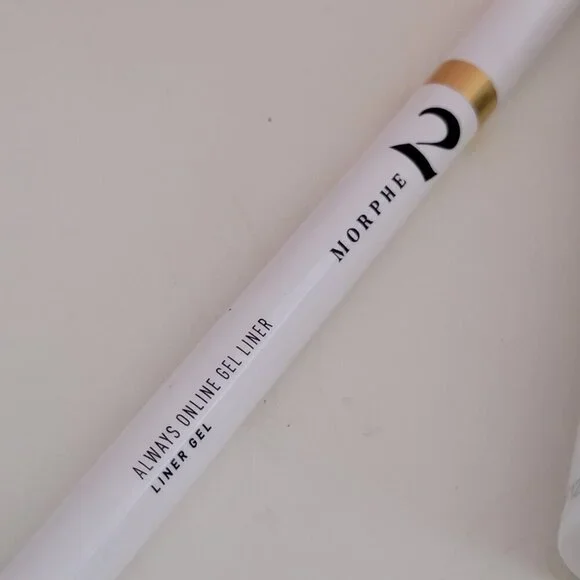 MORPHE 2
ALWAYS ONLINE GEL LINER
LINER GEL